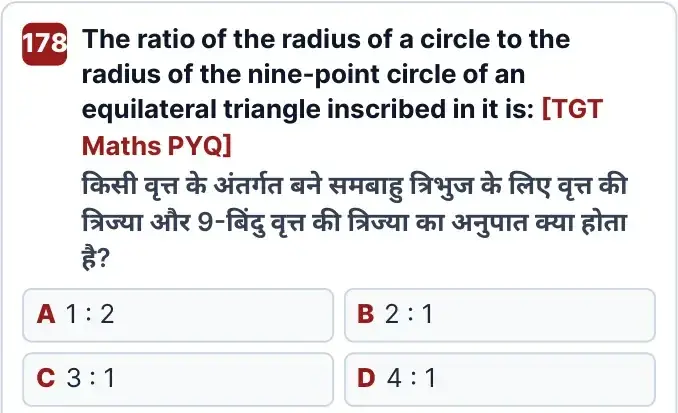 178 The ratio of the radius of a circle to the
radius of the nine-point circle of an
equilateral triangle inscribed in it is: [TGT
Maths PYQ]
किसी वृत्त के अंतर्गत बने समबाहु त्रिभुज के लिए वृत्त की
त्रिज्या और 9-बिंदु वृत्त की त्रिज्या का अनुपात क्या होता
है?
A 1 : 2
B 2 : 1
C 3 : 1
D 4 : 1